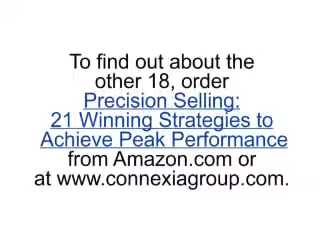 To find out about the
other 18, order
Precision Selling:
21 Winning Strategies to
Achieve Peak Performance
from Amazon.com or
at www.connexiagroup.com.